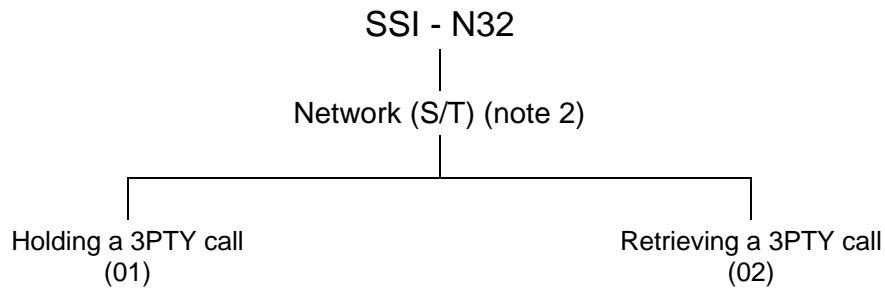 SSI - N32
Network (S/T) (note 2)
Holding a 3PTY call
(01)
Retrieving a 3PTY call
(02)